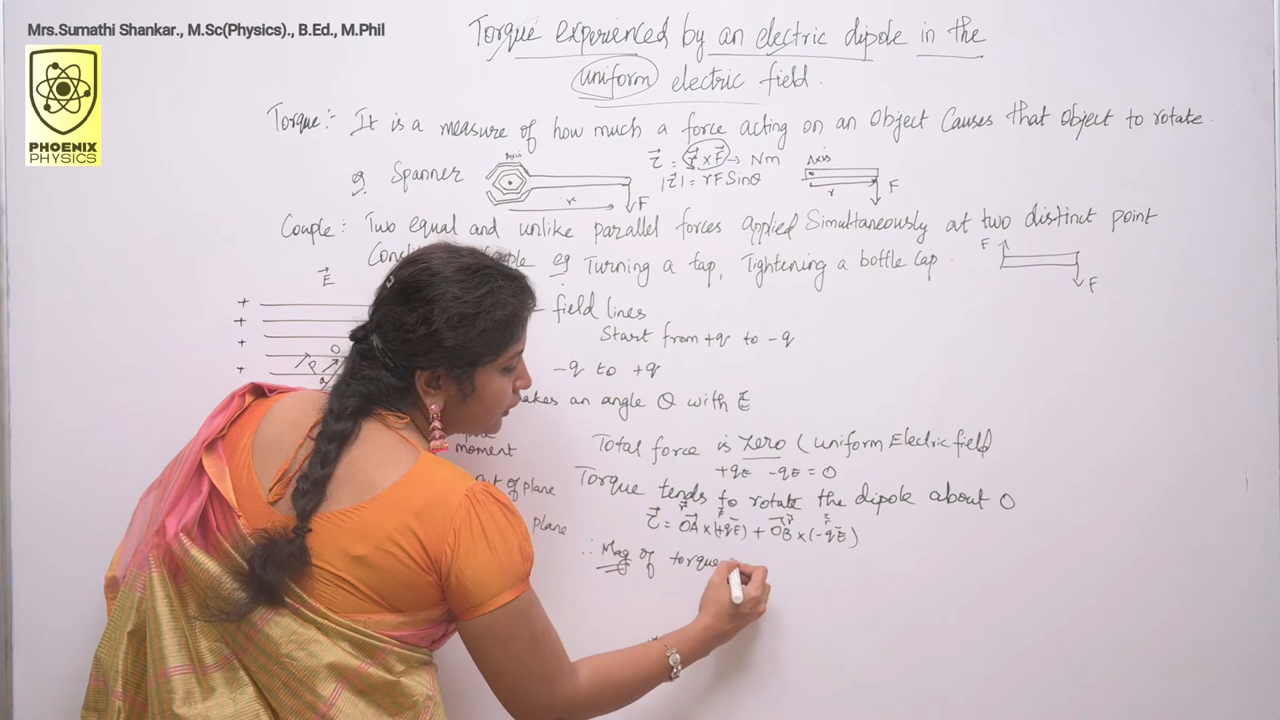 Mrs.Sumathi Shankar., M.Sc(Physics)., B.Ed., M.Phil
PHOENIX
PHYSICS
Torque experienced by an electric dipole in the
uniform electric field.
Torque:- It is a measure of how much a force acting on an object causes that object to rotate.
eg Spanner
Axis
r
F
τ⃗ = r⃗ × F⃗ → Nm
|τ⃗| = rF Sinθ
Axis
r
F
Couple: Two equal and unlike parallel forces applied Simultaneously at two distinct point
eg Turning a tap, Tightening a bottle cap.
F
F
E⃗
+
+
+
+
field lines
Start from +q to -q
-q to +q
an angle θ with E⃗
moment
Total force is zero (uniform Electric field
+qE -qE = 0
out of plane
plane
Torque tends to rotate the dipole about O
r⃗ F⃗ r⃗ F⃗
τ⃗ = OA⃗ × (+qE⃗) + OB⃗ × (-qE⃗)
∴ Mag of torque